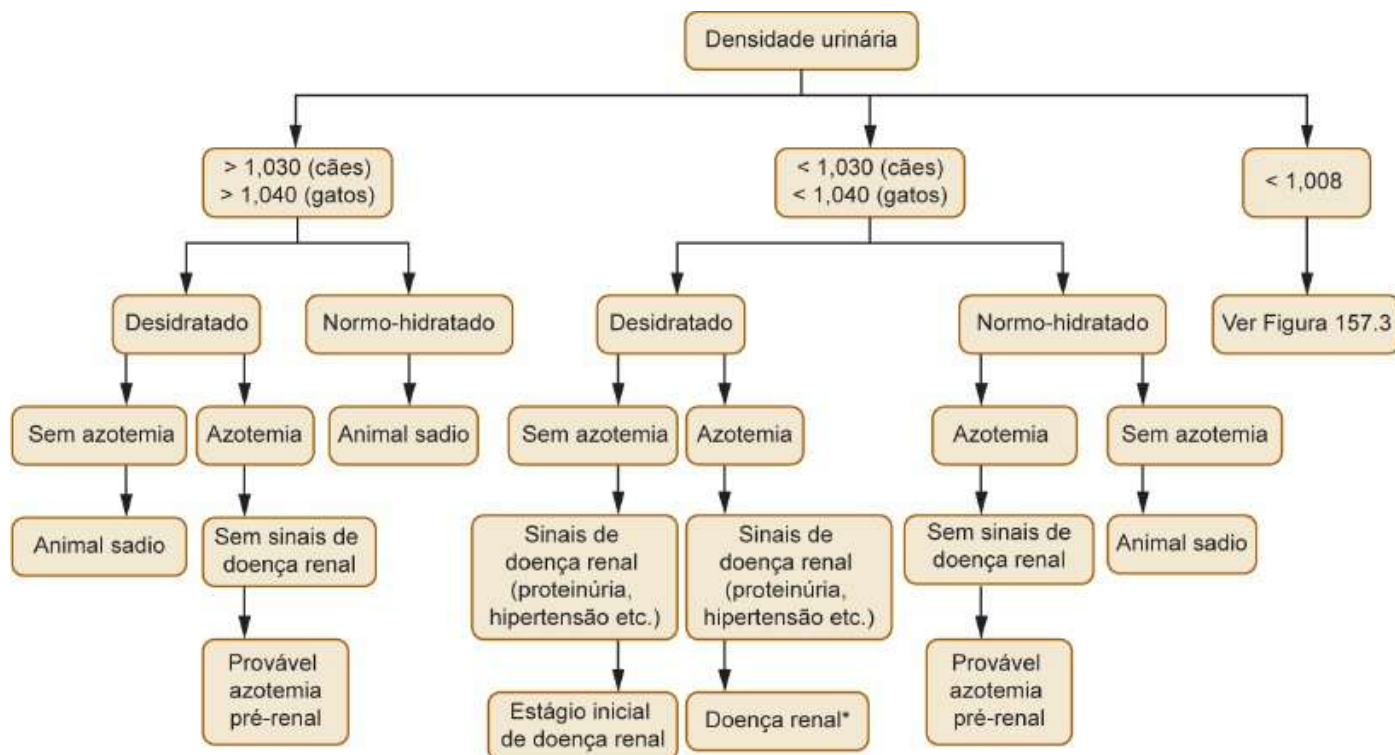 Densidade urinária
> 1,030 (cães)
> 1,040 (gatos)
< 1,030 (cães)
< 1,040 (gatos)
< 1,008
Desidratado
Normo-hidratado
Desidratado
Normo-hidratado
Ver Figura 157.3
Sem azotemia
Azotemia
Animal sadio
Sem azotemia
Azotemia
Azotemia
Sem azotemia
Animal sadio
Sem sinais de
doença renal
Sinais de
doença renal
(proteinúria,
hipertensão etc.)
Sinais de
doença renal
(proteinúria,
hipertensão etc.)
Sem sinais de
doença renal
Animal sadio
Provável
azotemia
pré-renal
Estágio inicial
de doença renal
Doença renal*
Provável
azotemia
pré-renal